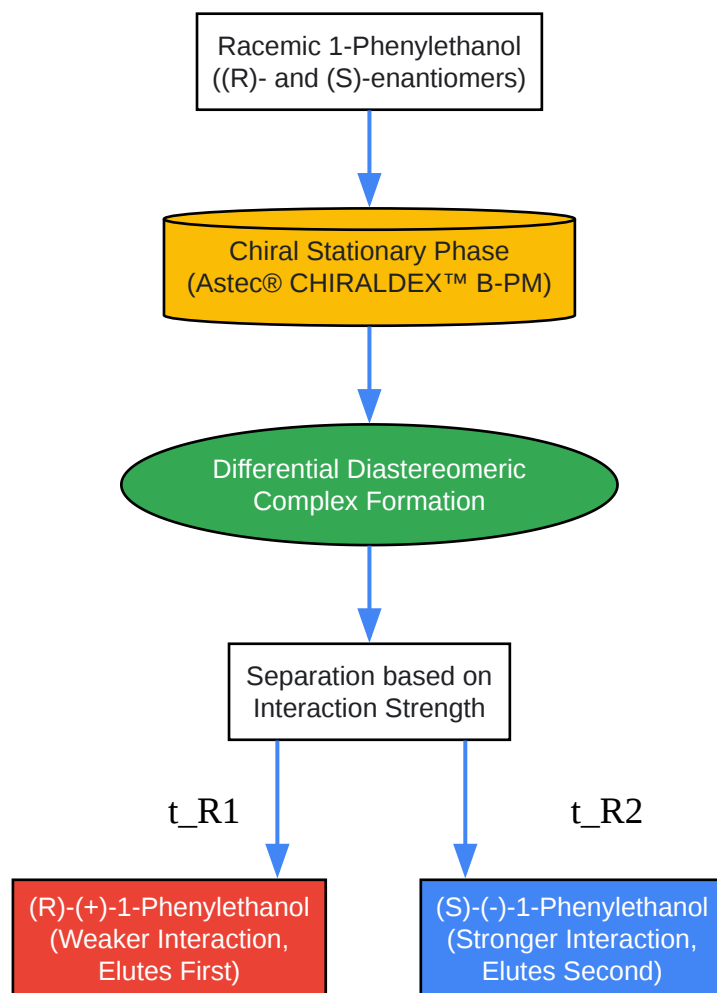 Racemic 1-Phenylethanol
((R)- and (S)-enantiomers)
Chiral Stationary Phase
(Astec® CHIRALDEX™ B-PM)
Differential Diastereomeric
Complex Formation
Separation based on
Interaction Strength
t_R1
t_R2
(R)-(+)-1-Phenylethanol
(Weaker Interaction,
Elutes First)
(S)-(-)-1-Phenylethanol
(Stronger Interaction,
Elutes Second)